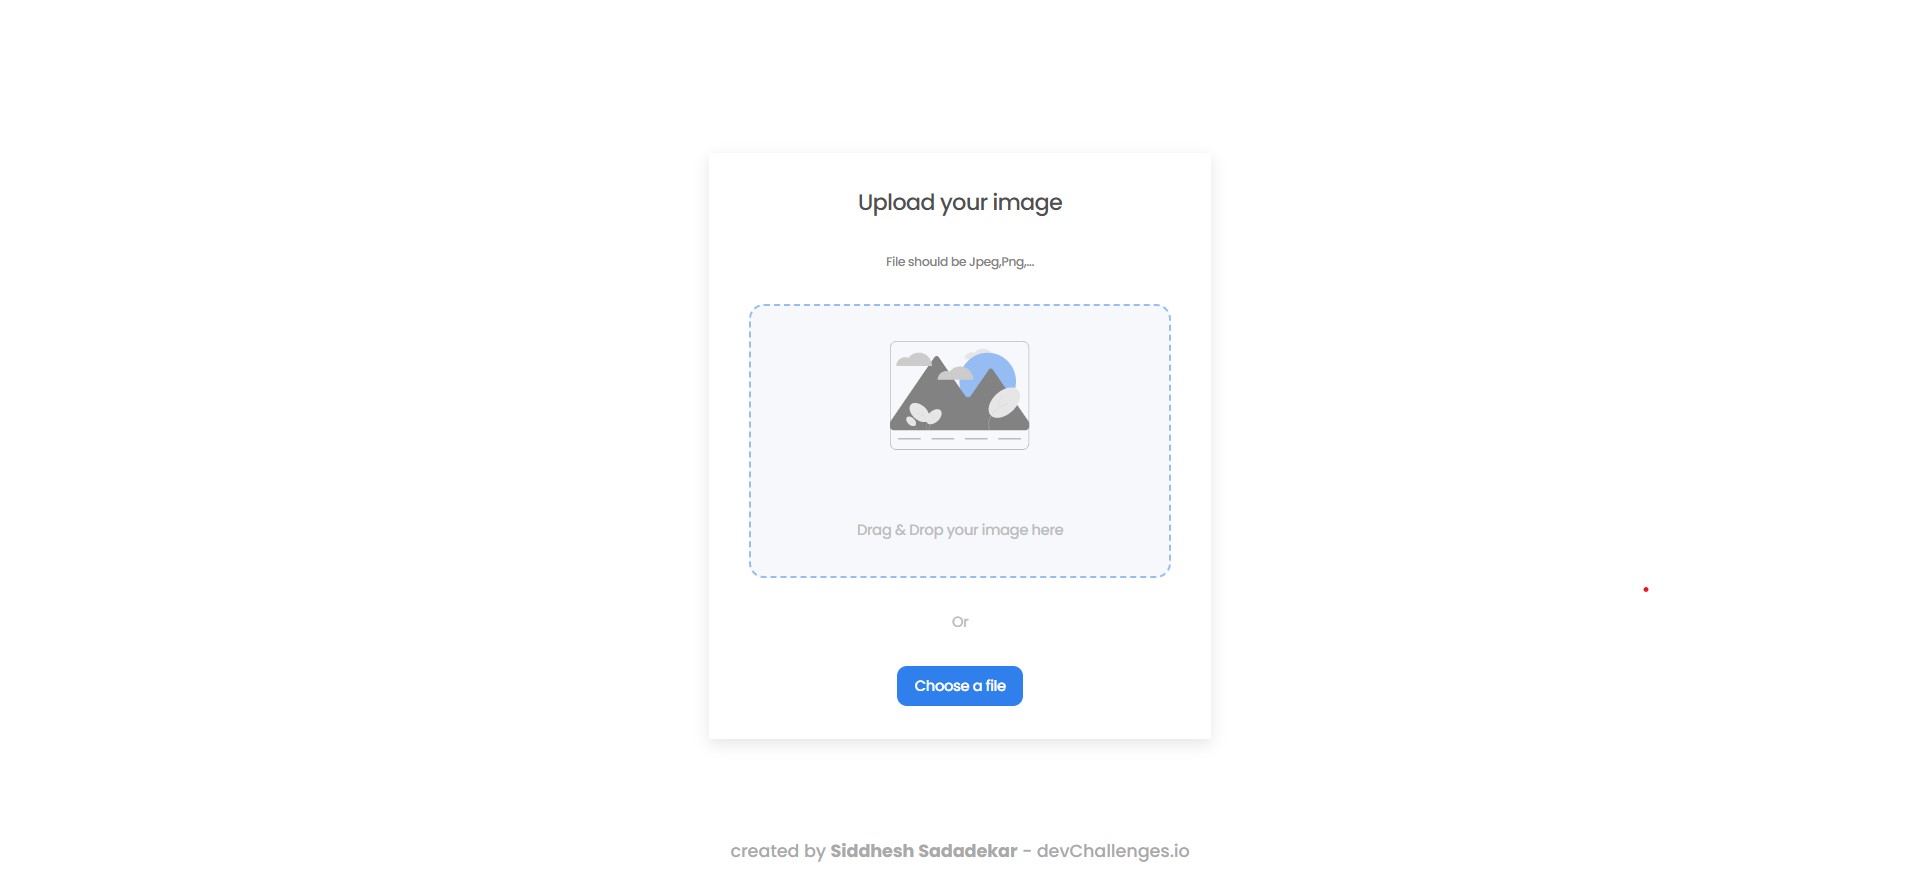 Upload your image
File should be Jpeg,Png,...
Drag & Drop your image here
Or
Choose a file
created by Siddhesh Sadadekar - devChallenges.io